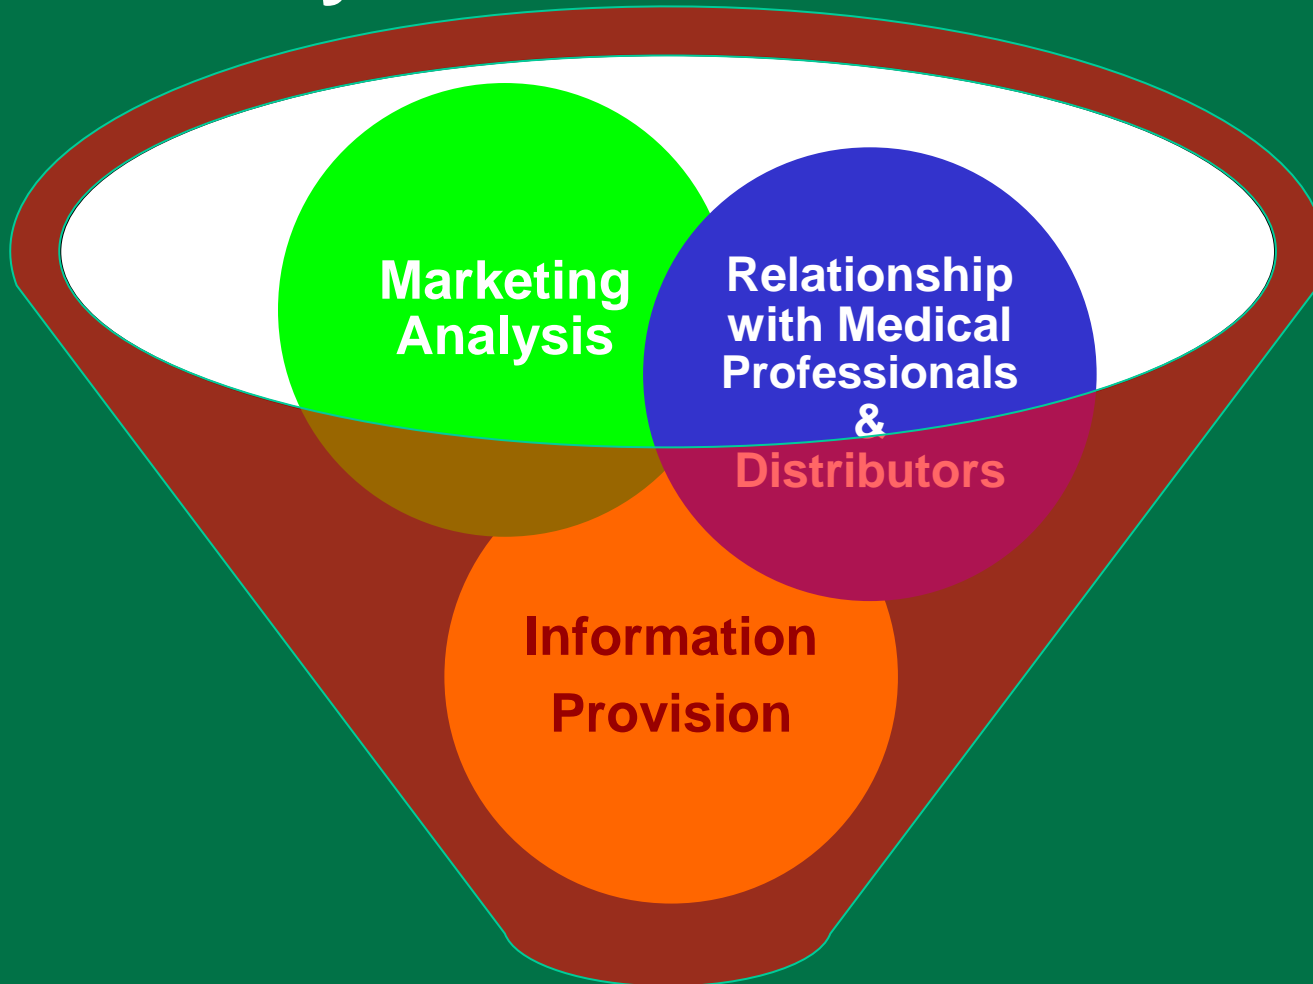 Marketing
Analysis
Relationship
with Medical
Professionals
&
Distributors
Information
Provision